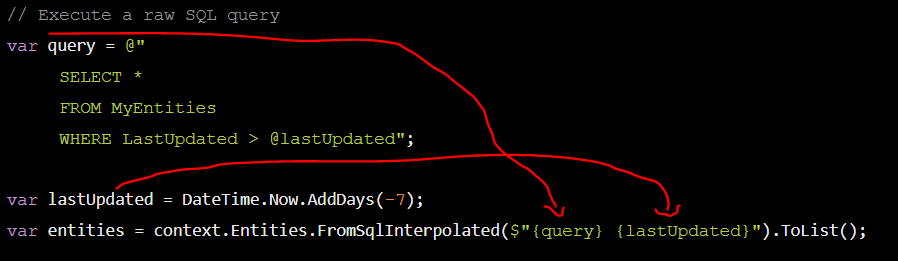 // Execute a raw SQL query
var query = @"
SELECT *
FROM MyEntities
WHERE LastUpdated > @lastUpdated";
var lastUpdated = DateTime.Now.AddDays(-7);
var entities = context.Entities.FromSqlInterpolated($"{query} {lastUpdated}").ToList();